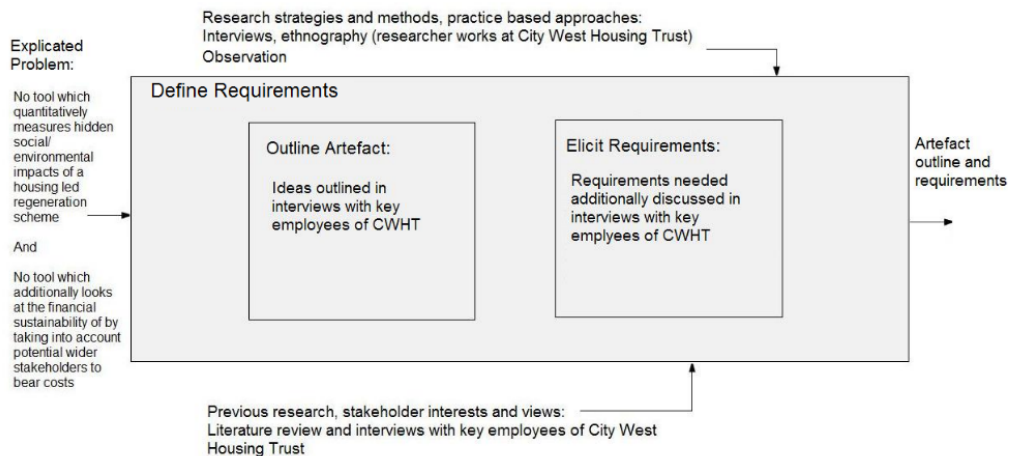 Research strategies and methods, practice based approaches:
Interviews, ethnography (researcher works at City West Housing Trust)
Observation
Explicated
Problem:
No tool which
quantitatively
measures hidden
social/
environmental
impacts of a
housing led
regeneration
scheme
And
No tool which
additionally looks
at the financial
sustainability of by
taking into account
potential wider
stakeholders to
bear costs
Define Requirements
Outline Artefact:
Ideas outlined in
interviews with key
employees of CWHT
Elicit Requirements:
Requirements needed
additionally discussed in
interviews with key
emplyees of CWHT
Artefact
outline and
requirements
Previous research, stakeholder interests and views:
Literature review and interviews with key employees of City West
Housing Trust